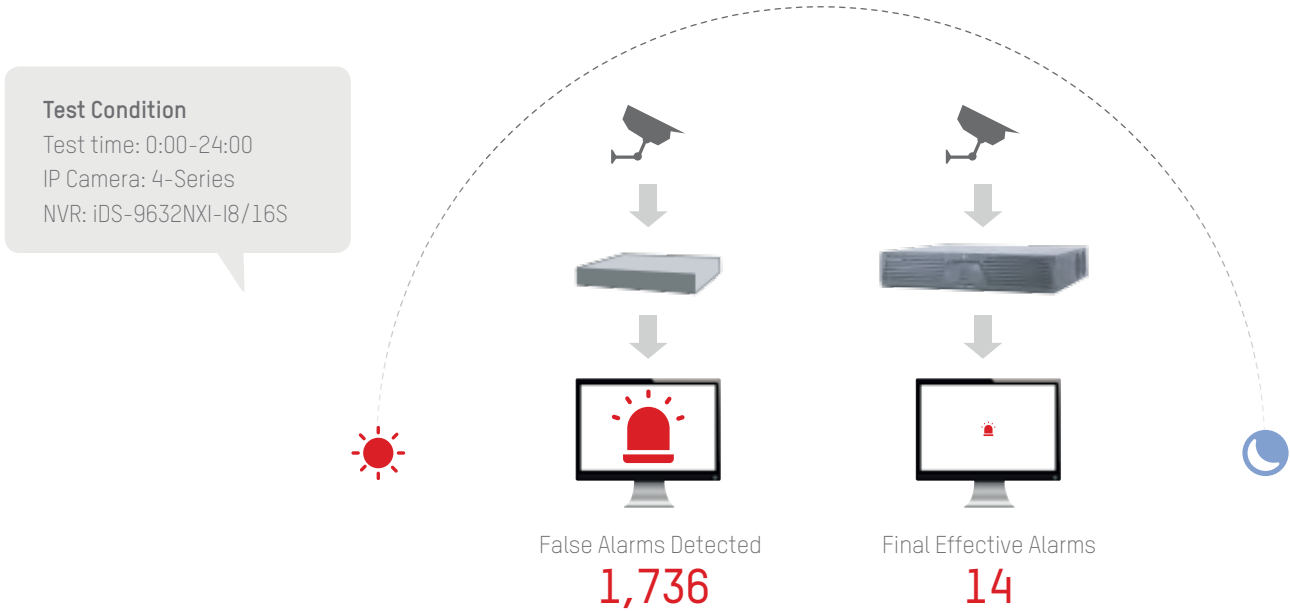 Test Condition
Test time: 0:00-24:00
IP Camera: 4-Series
NVR: iDS-9632NXI-I8/16S
False Alarms Detected
1,736
Final Effective Alarms
14